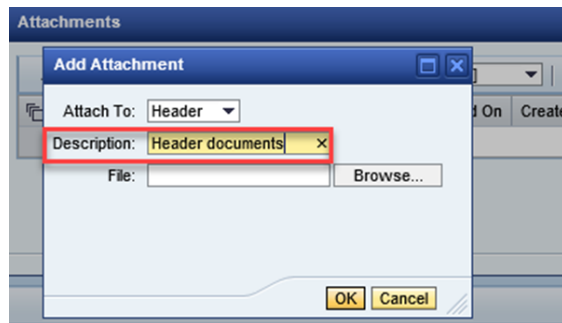 Attachments
Add Attachment
]
Attach To: Header
d On Create
Description: Header documents ×
File: Browse...
OK Cancel